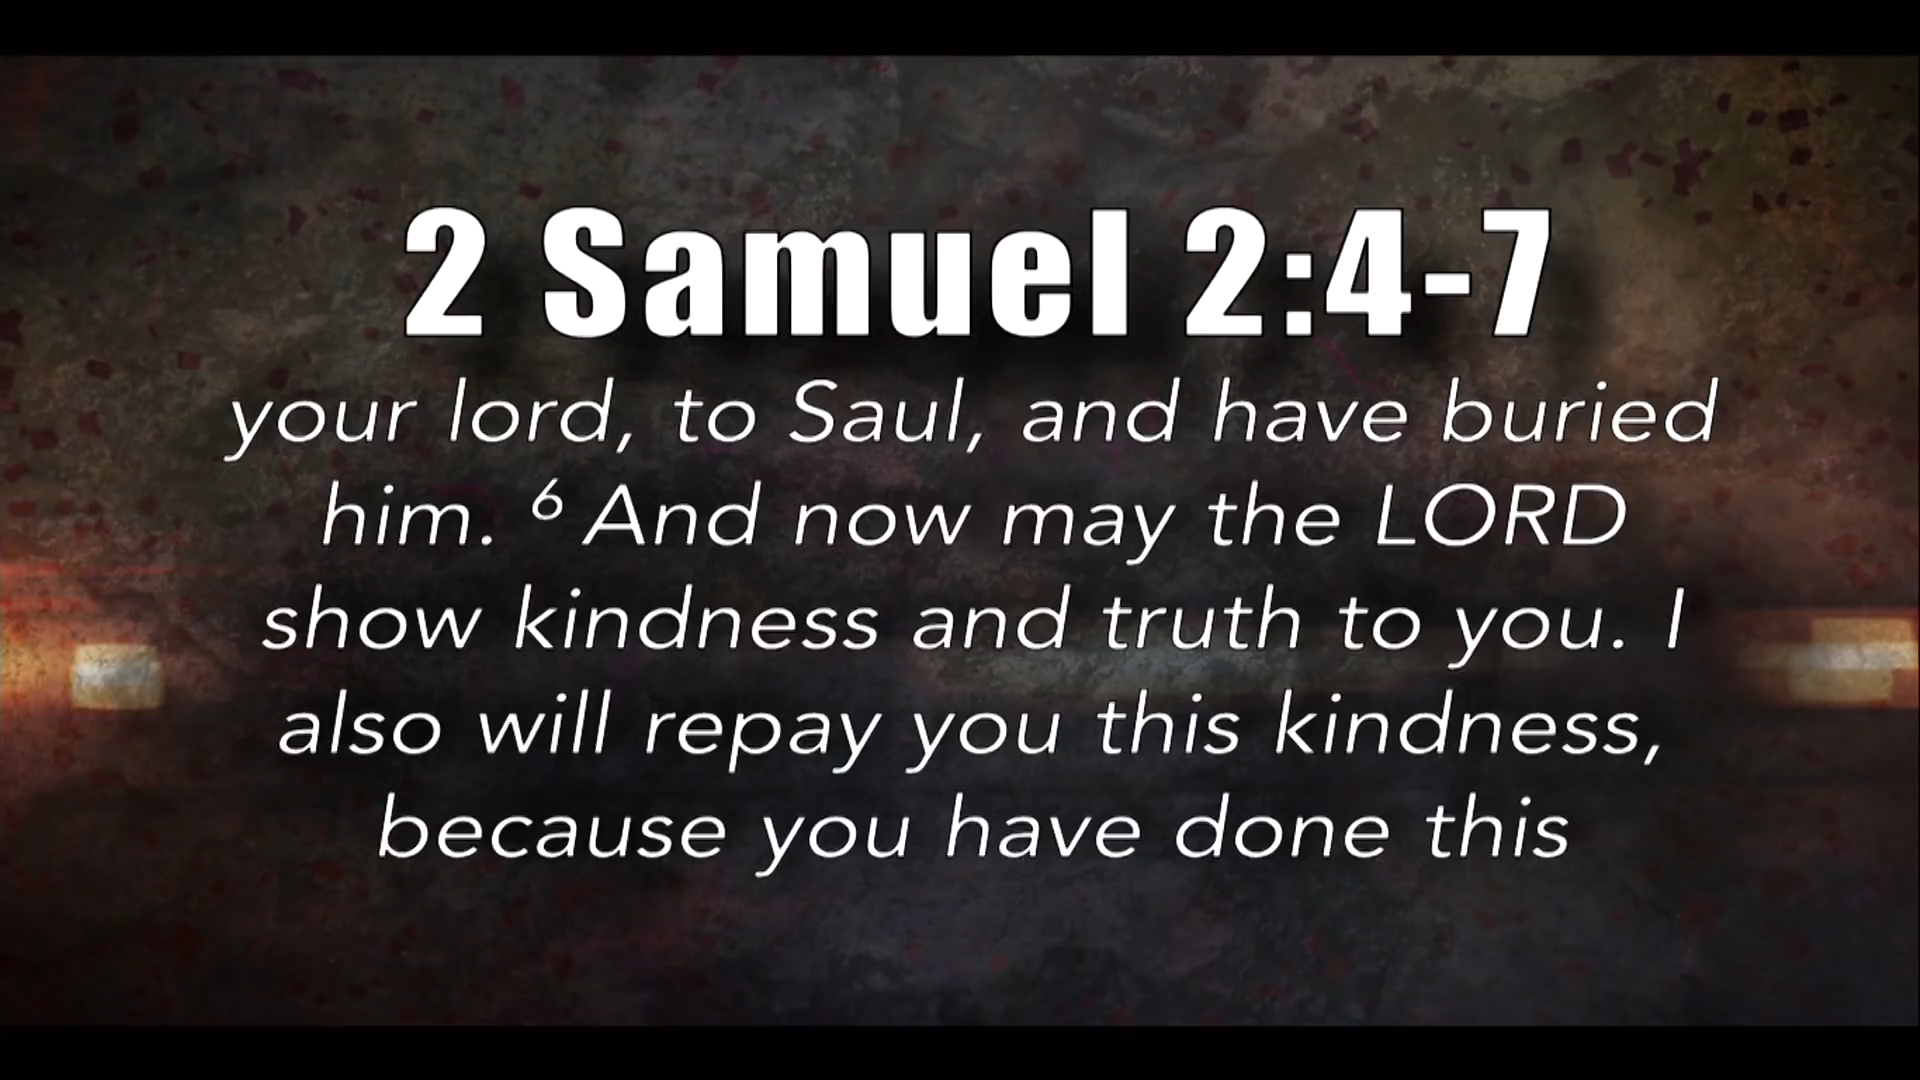 2 Samuel 2:4-7
your lord, to Saul, and have buried
him. ⁶ And now may the LORD
show kindness and truth to you. I
also will repay you this kindness,
because you have done this